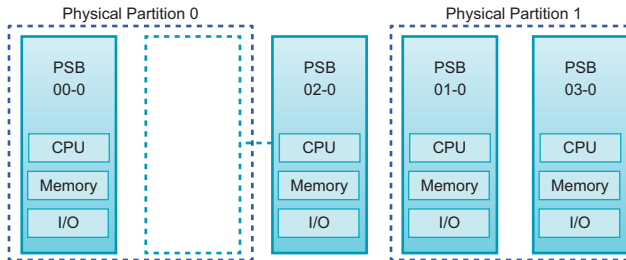 Physical Partition 0
Physical Partition 1
PSB
00-0
CPU
Memory
I/O
PSB
02-0
CPU
Memory
I/O
PSB
01-0
CPU
Memory
I/O
PSB
03-0
CPU
Memory
I/O